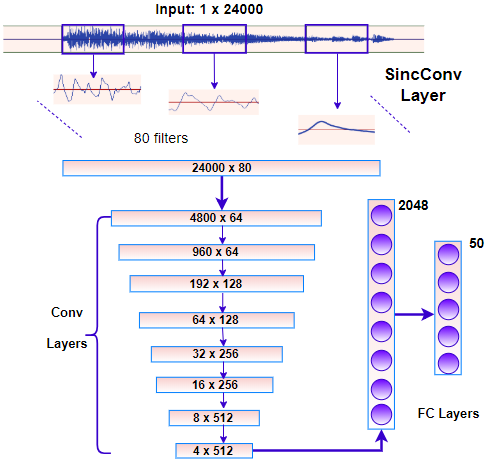 Input: 1 x 24000
SincConv
Layer
80 filters
24000 x 80
4800 x 64
960 x 64
192 x 128
64 x 128
32 x 256
16 x 256
8 x 512
4 x 512
Conv
Layers
2048
50
FC Layers